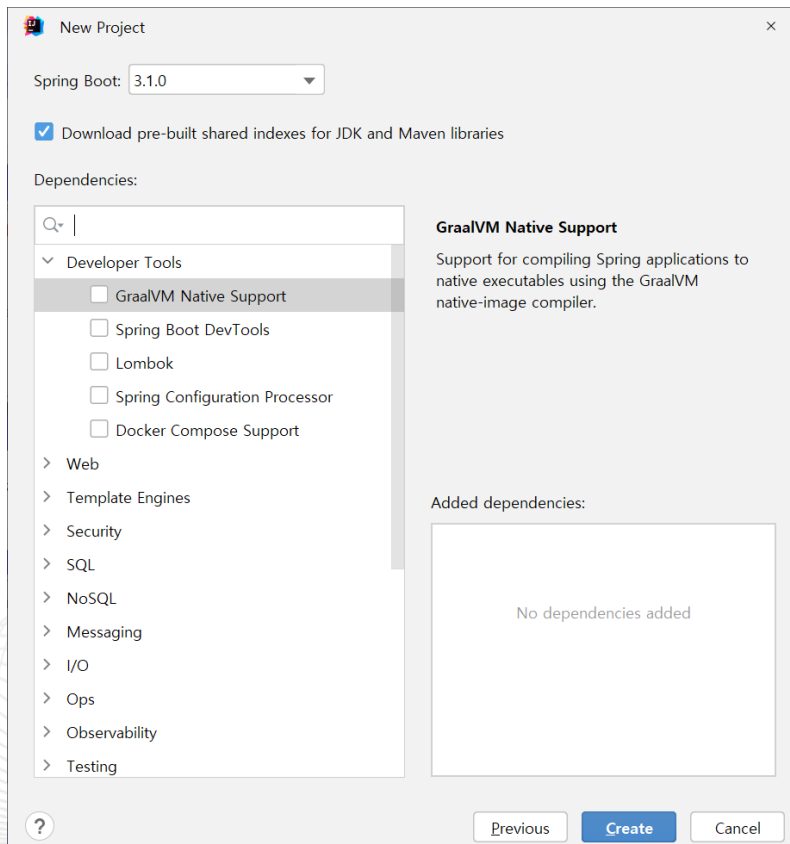 New Project
Spring Boot: 3.1.0
Download pre-built shared indexes for JDK and Maven libraries
Dependencies:
Developer Tools
GraalVM Native Support
Spring Boot DevTools
Lombok
Spring Configuration Processor
Docker Compose Support
Web
Template Engines
Security
SQL
NoSQL
Messaging
I/O
Ops
Observability
Testing
GraalVM Native Support
Support for compiling Spring applications to
native executables using the GraalVM
native-image compiler.
Added dependencies:
No dependencies added
?
Previous
Create
Cancel